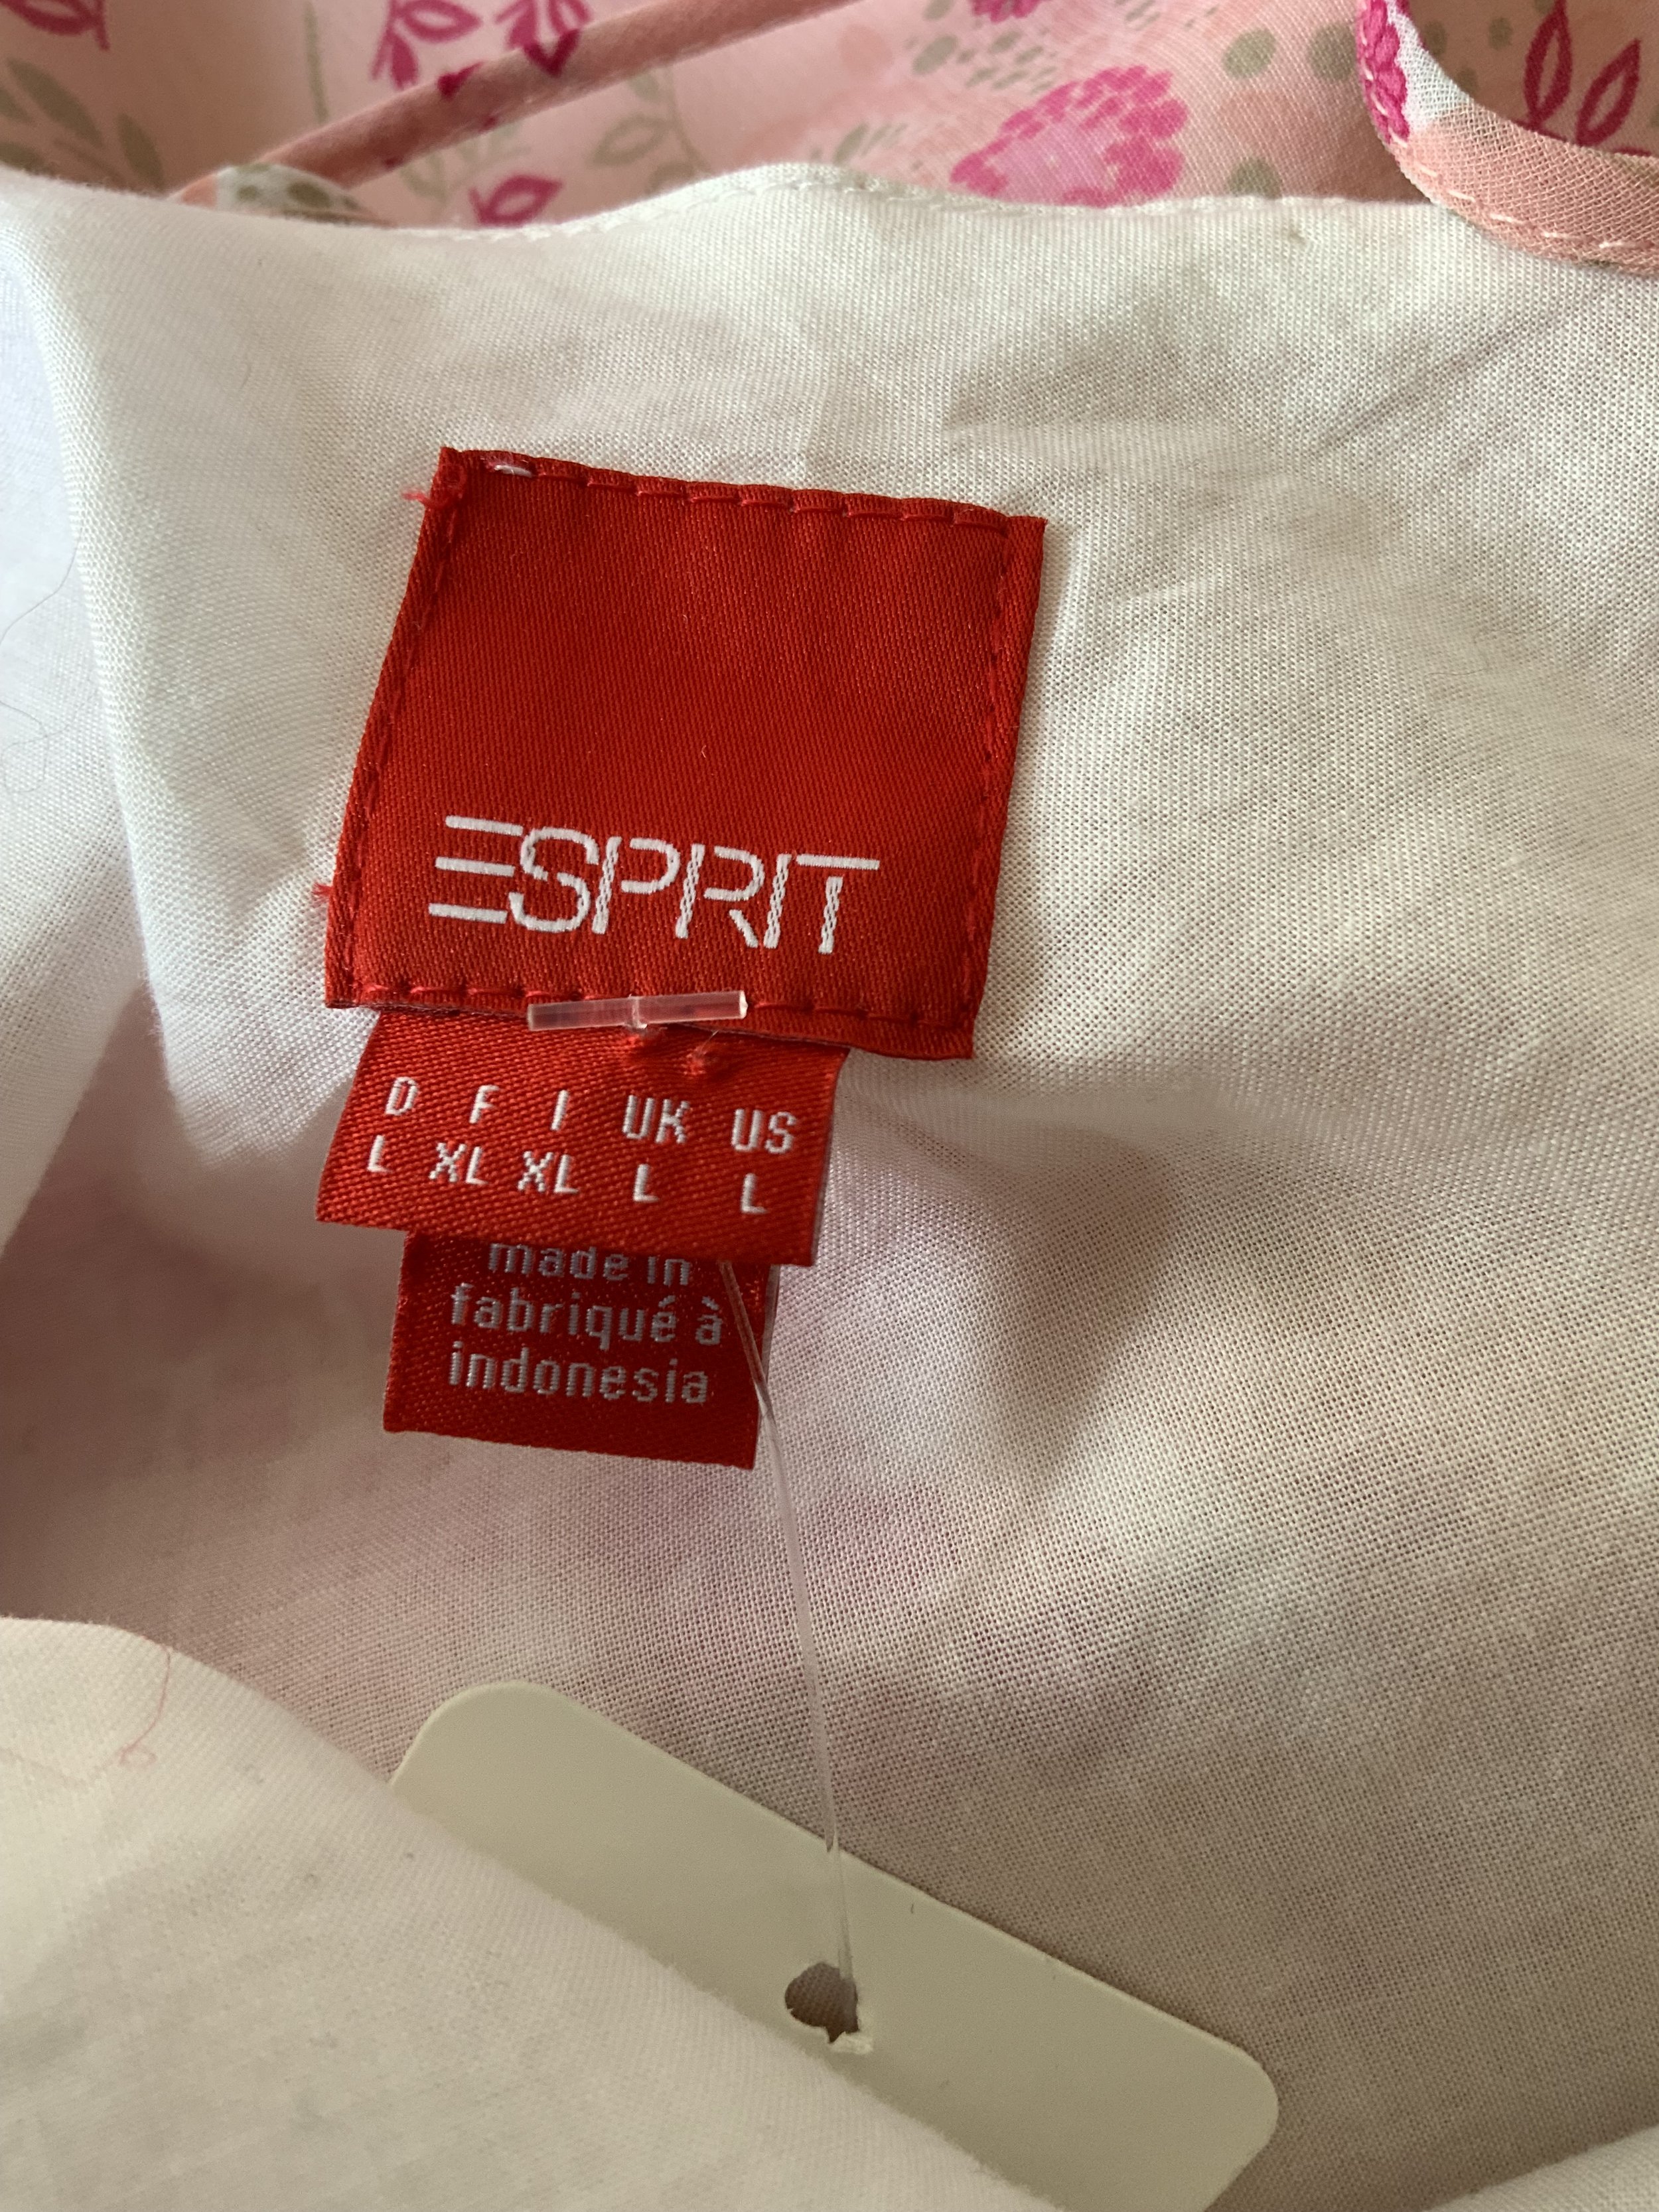 ESPRIT
D F I UK US
L XL XL L L
made in
fabriqué à
indonesia